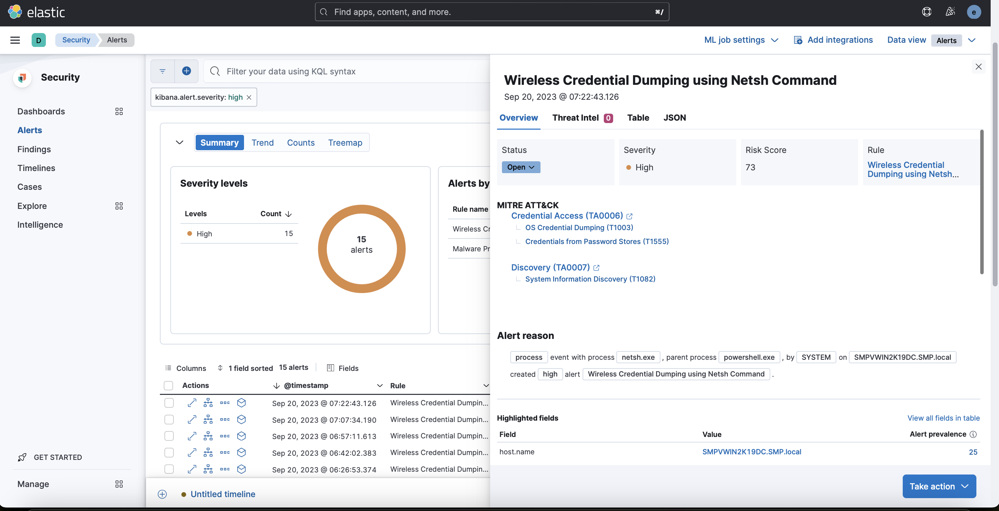 elastic
Find apps, content, and more.
⌘/
e
D
Security
Alerts
ML job settings
Add integrations
Data view
Alerts
Security
Dashboards
Alerts
Findings
Timelines
Cases
Explore
Intelligence
GET STARTED
Manage
Filter your data using KQL syntax
kibana.alert.severity: high
Summary
Trend
Counts
Treemap
Severity levels
Levels
Count
High
15
15
alerts
Alerts by
Rule name
Wireless Cr
Malware Pr
Columns
1 field sorted
15 alerts
Fields
Actions
@timestamp
Rule
Sep 20, 2023 @ 07:22:43.126
Wireless Credential Dumpin...
Sep 20, 2023 @ 07:07:34.190
Wireless Credential Dumpin...
Sep 20, 2023 @ 06:57:11.613
Wireless Credential Dumpin...
Sep 20, 2023 @ 06:42:02.383
Wireless Credential Dumpin...
Sep 20, 2023 @ 06:26:53.374
Wireless Credential Dumpin...
Untitled timeline
Wireless Credential Dumping using Netsh Command
Sep 20, 2023 @ 07:22:43.126
Overview
Threat Intel 0
Table
JSON
Status
Open
Severity
High
Risk Score
73
Rule
Wireless Credential
Dumping using Netsh...
MITRE ATT&CK
Credential Access (TA0006)
OS Credential Dumping (T1003)
Credentials from Password Stores (T1555)
Discovery (TA0007)
System Information Discovery (T1082)
Alert reason
process event with process netsh.exe , parent process powershell.exe , by SYSTEM on SMPVWIN2K19DC.SMP.local
created high alert Wireless Credential Dumping using Netsh Command .
Highlighted fields
View all fields in table
Field
Value
Alert prevalence
host.name
SMPVWIN2K19DC.SMP.local
25
Take action